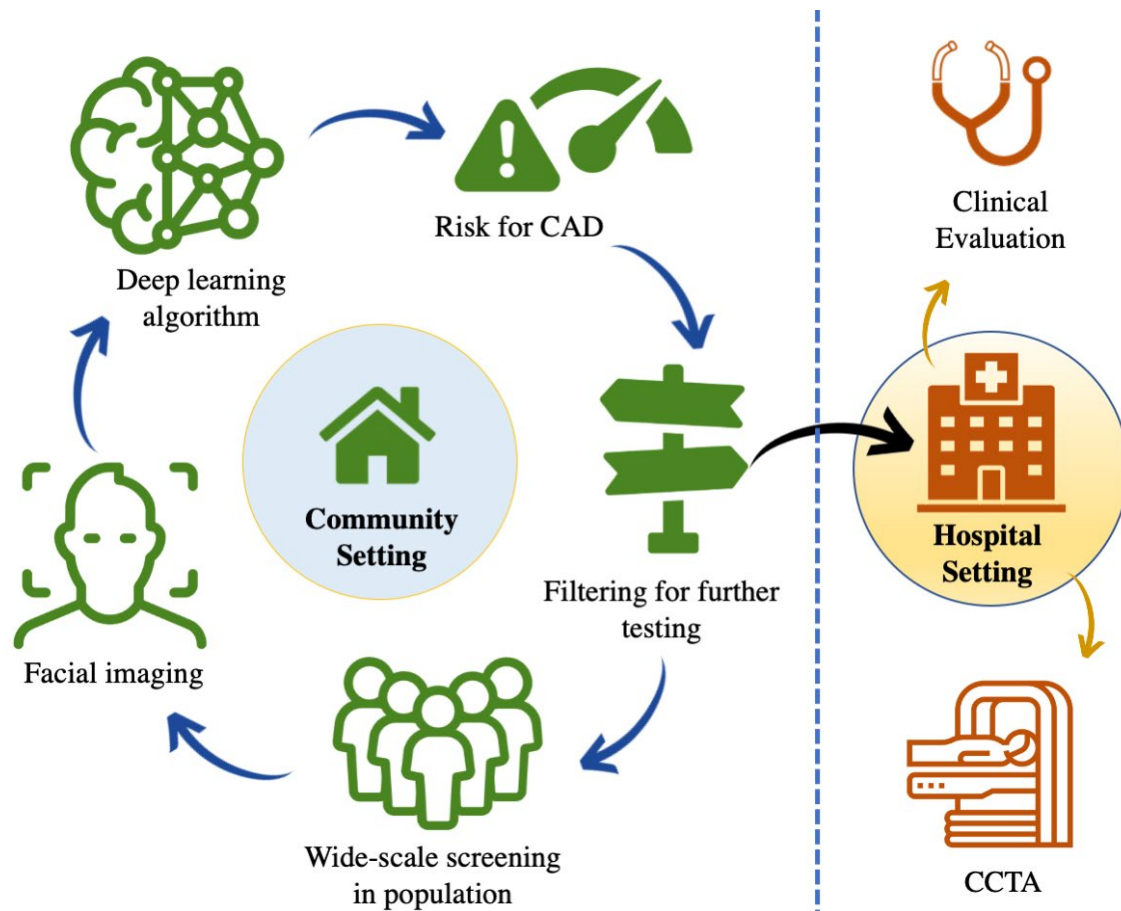 Deep learning
algorithm
Risk for CAD
Community
Setting
Facial imaging
Filtering for further
testing
Wide-scale screening
in population
Clinical
Evaluation
Hospital
Setting
CCTA